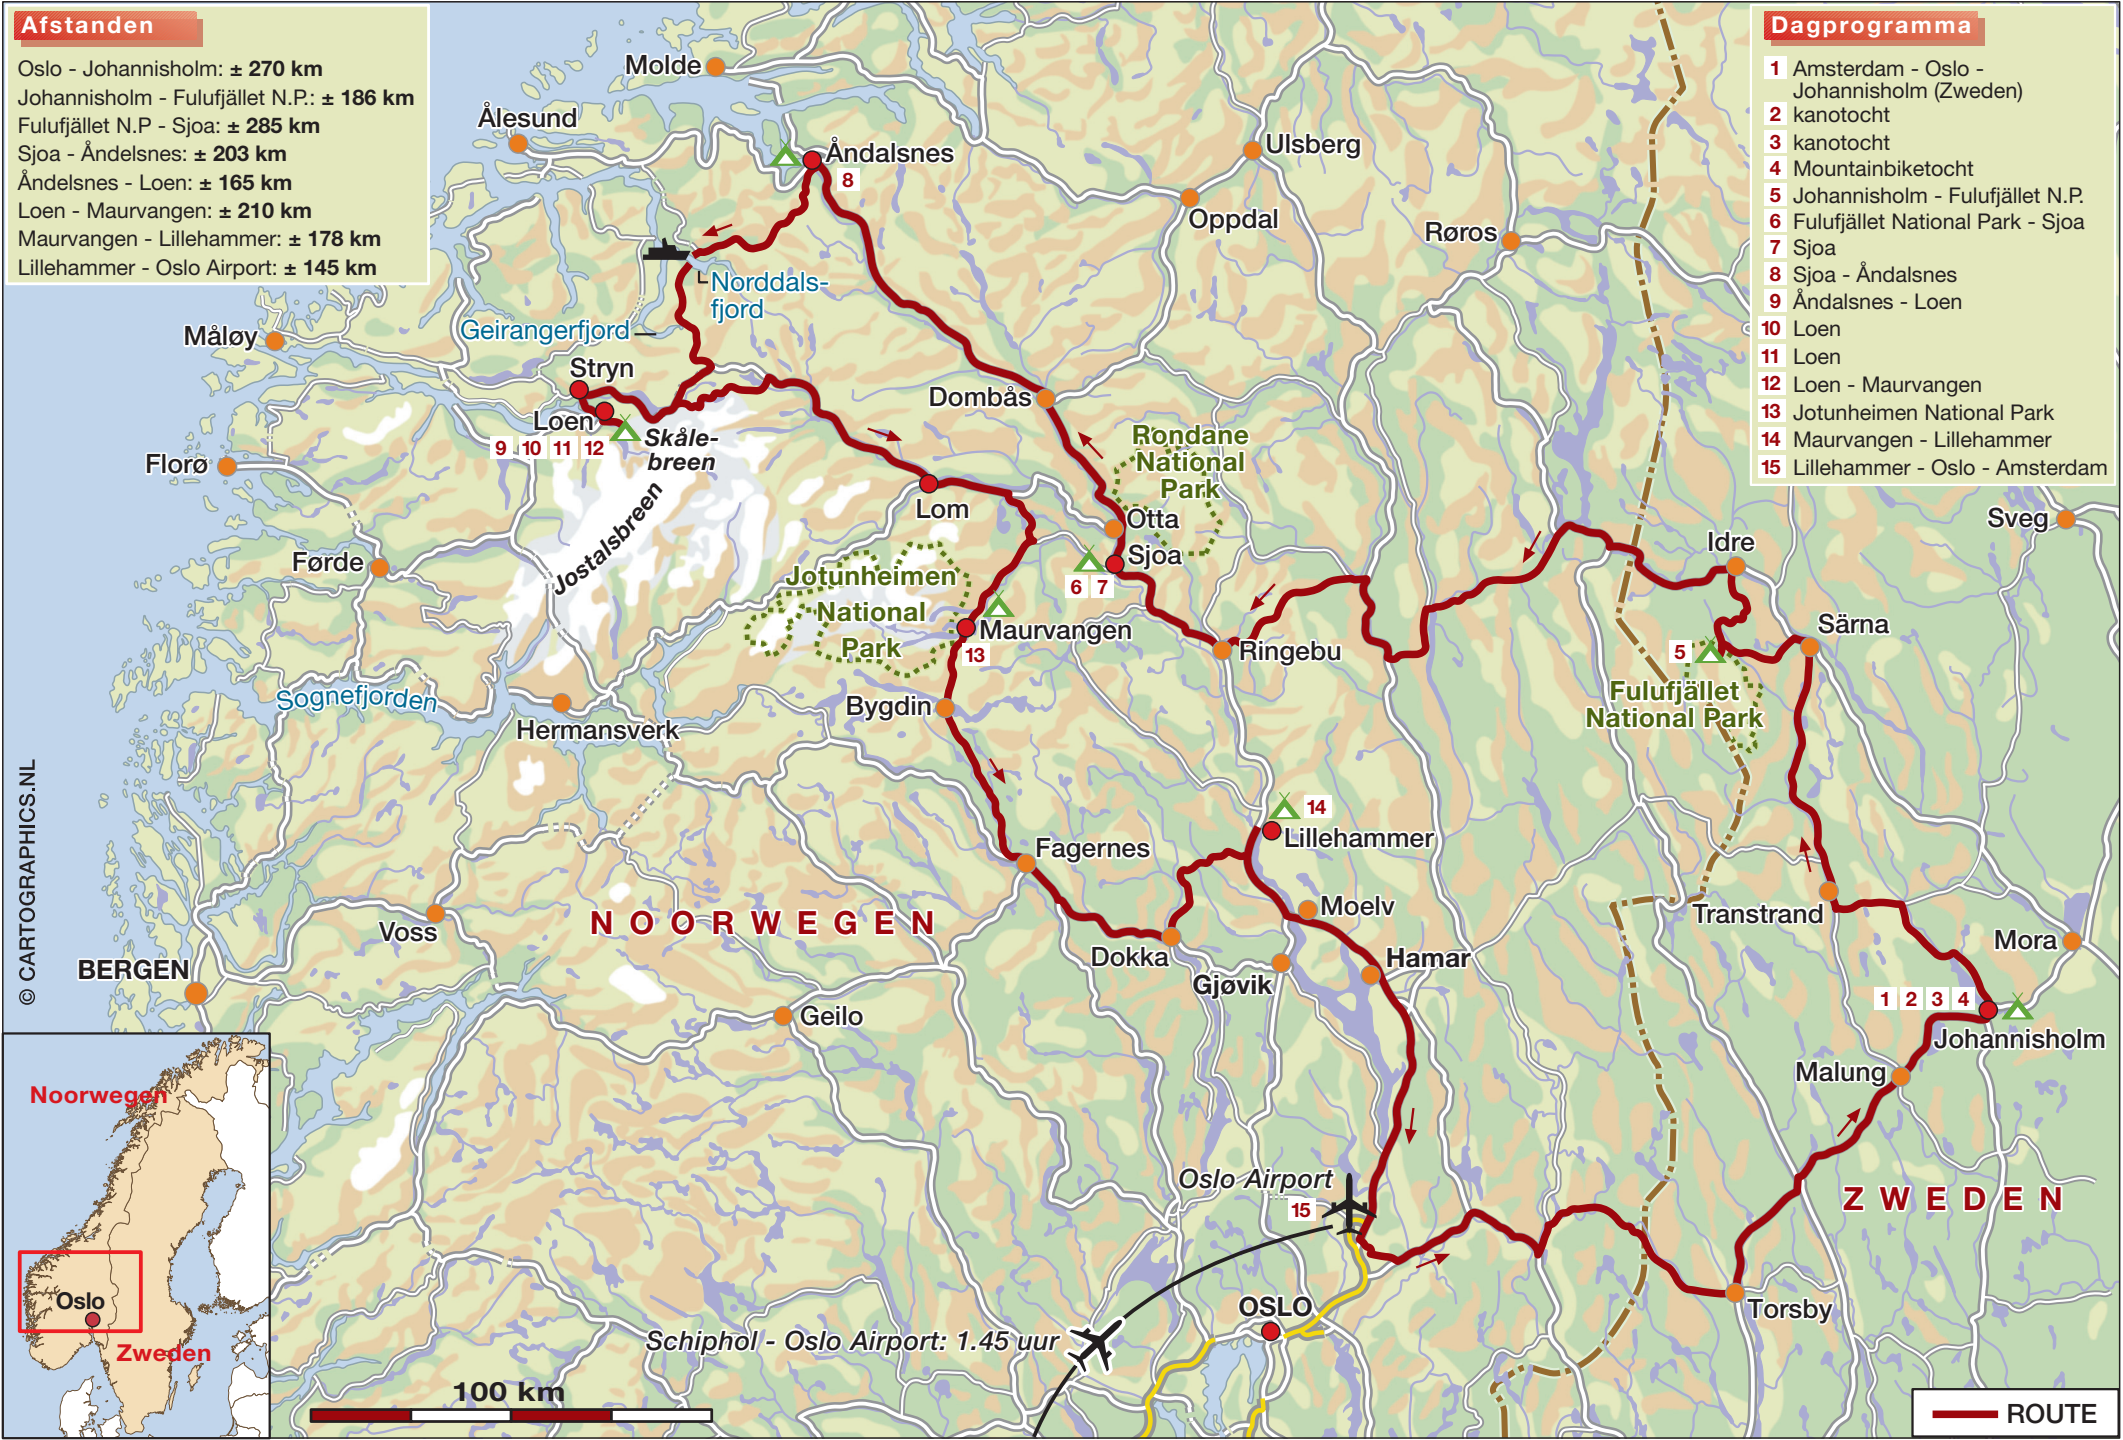 Afstanden
Oslo - Johannisholm: ± 270 km
Johannisholm - Fulufjället N.P.: ± 186 km
Fulufjället N.P - Sjoa: ± 285 km
Sjoa - Åndelsnes: ± 203 km
Åndelsnes - Loen: ± 165 km
Loen - Maurvangen: ± 210 km
Maurvangen - Lillehammer: ± 178 km
Lillehammer - Oslo Airport: ± 145 km
Dagprogramma
1 Amsterdam - Oslo -
Johannisholm (Zweden)
2 kanotocht
3 kanotocht
4 Mountainbiketocht
5 Johannisholm - Fulufjället N.P.
6 Fulufjället National Park - Sjoa
7 Sjoa
8 Sjoa - Åndalsnes
9 Åndalsnes - Loen
10 Loen
11 Loen
12 Loen - Maurvangen
13 Jotunheimen National Park
14 Maurvangen - Lillehammer
15 Lillehammer - Oslo - Amsterdam
Molde
Ålesund
Åndalsnes
8
Ulsberg
Oppdal
Røros
Norddals-
fjord
Geirangerfjord
Måløy
Stryn
Loen
9 10 11 12
Skåle-
breen
Dombås
Rondane
National
Park
Florø
Jostalsbreen
Lom
Otta
Sjoa
6 7
Sveg
Idre
Førde
Jotunheimen
National
Park
Maurvangen
13
Ringebu
Särna
5
Fulufjället
National Park
Sognefjorden
Hermansverk
Bygdin
14
Lillehammer
Fagernes
Transtrand
Moelv
Mora
Voss
NOORWEGEN
Dokka
Gjøvik
Hamar
BERGEN
© CARTOGRAPHICS.NL
Geilo
1 2 3 4
Johannisholm
Malung
Oslo Airport
15
ZWEDEN
OSLO
Torsby
Schiphol - Oslo Airport: 1.45 uur
100 km
Noorwegen
Oslo
Zweden
ROUTE